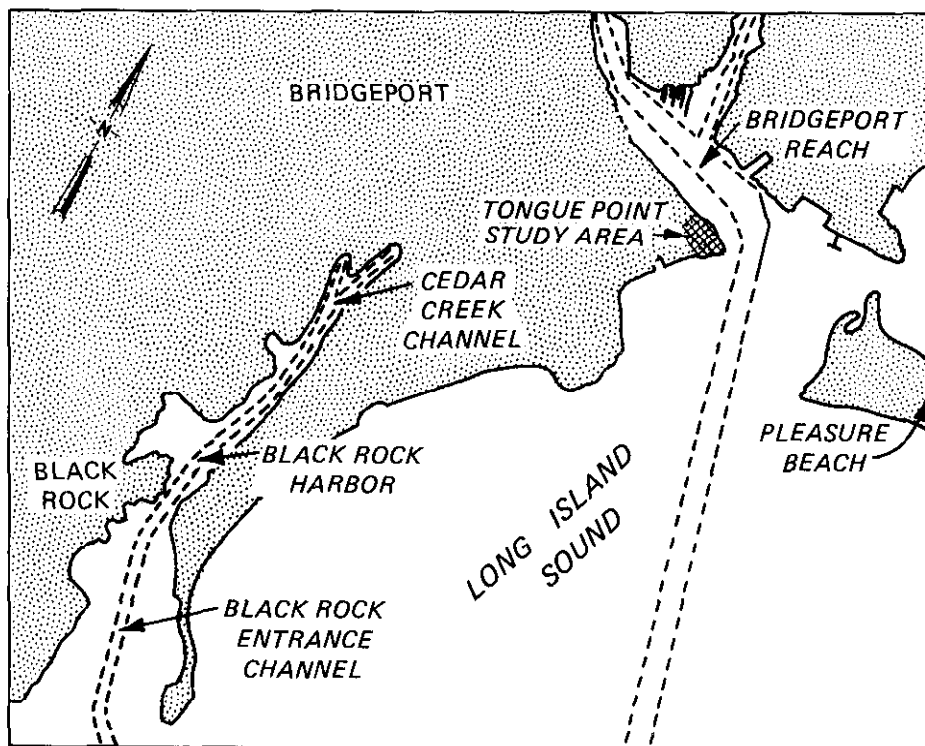 BRIDGEPORT
N
BRIDGEPORT
REACH
TONGUE POINT
STUDY AREA
CEDAR
CREEK
CHANNEL
PLEASURE
BEACH
BLACK
ROCK
BLACK ROCK
HARBOR
LONG ISLAND
SOUND
BLACK ROCK
ENTRANCE
CHANNEL